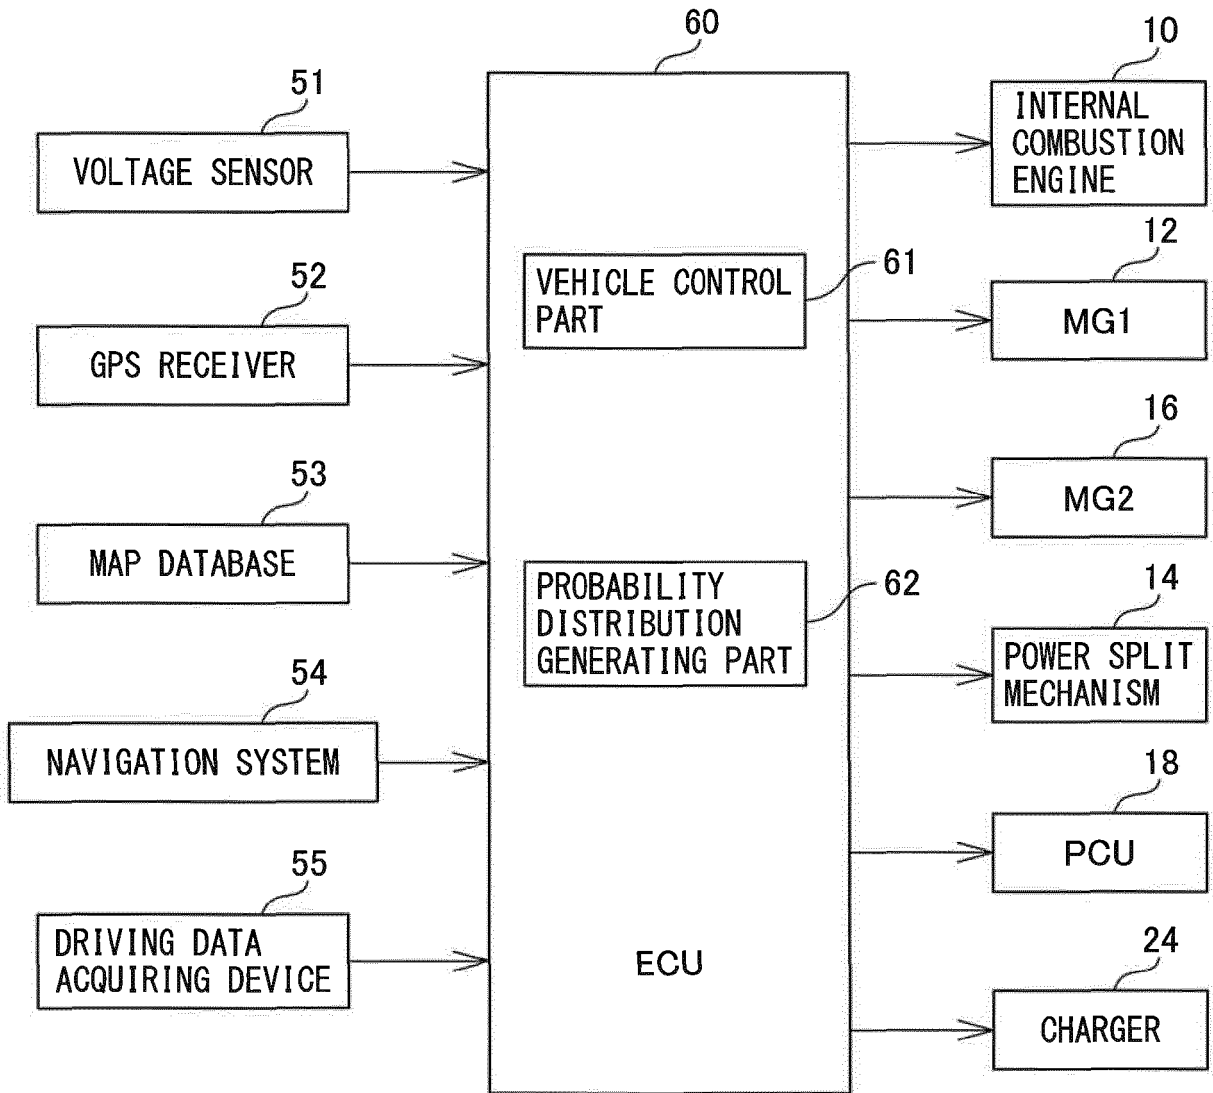 60
10
51
INTERNAL
COMBUSTION
ENGINE
VOLTAGE SENSOR
12
61
52
VEHICLE CONTROL
PART
MG1
GPS RECEIVER
16
53
MG2
MAP DATABASE
62
PROBABILITY
DISTRIBUTION
GENERATING PART
14
54
POWER SPLIT
MECHANISM
NAVIGATION SYSTEM
18
55
PCU
DRIVING DATA
ACQUIRING DEVICE
24
ECU
CHARGER